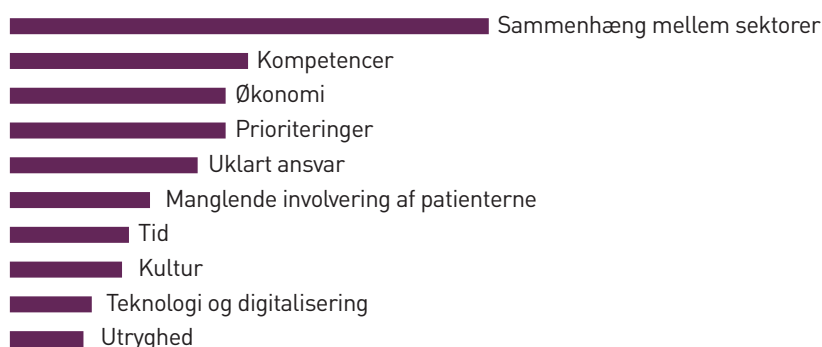 Sammenhæng mellem sektorer
Kompetencer
Økonomi
Prioriteringer
Uklart ansvar
Manglende involvering af patienterne
Tid
Kultur
Teknologi og digitalisering
Utryghed